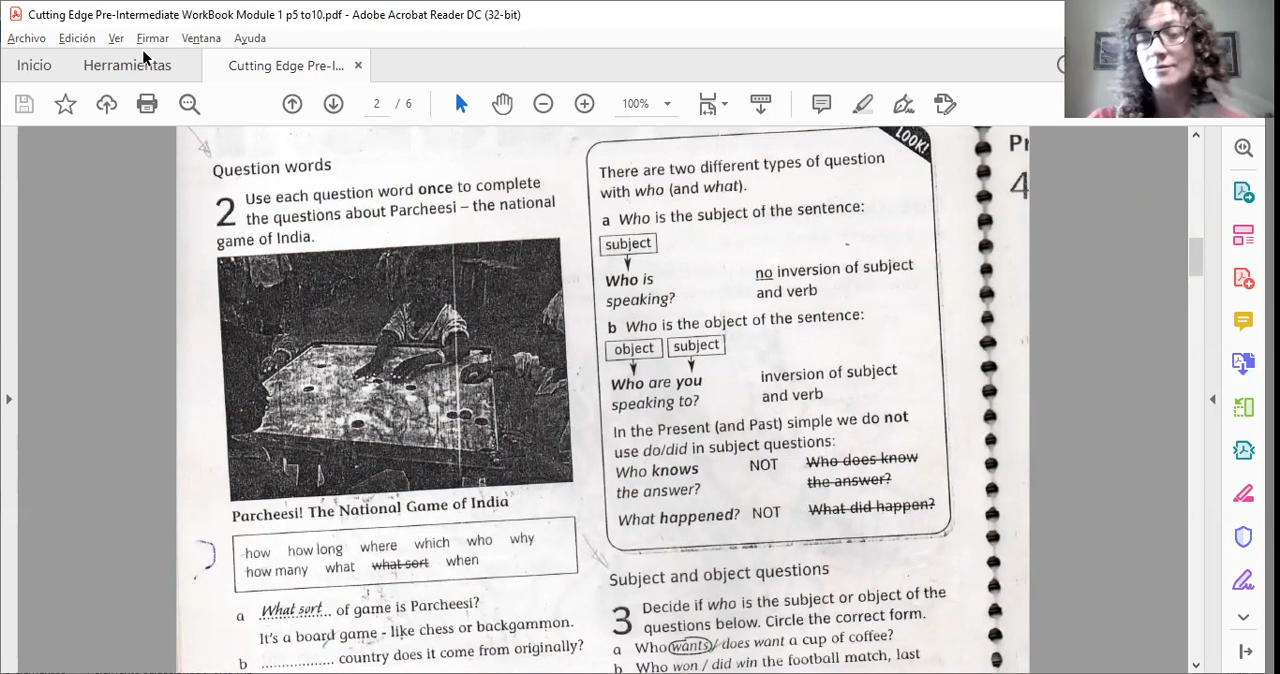 Cutting Edge Pre-Intermediate WorkBook Module 1 p5 to10.pdf - Adobe Acrobat Reader DC (32-bit)
Archivo Edición Ver Firmar Ventana Ayuda
Inicio Herramientas Cutting Edge Pre-I... ×
2 / 6 100%
Question words
2 Use each question word once to complete
the questions about Parcheesi – the national
game of India.
Parcheesi! The National Game of India
how how long where which who why
how many what what sort when
a What sort of game is Parcheesi?
It's a board game - like chess or backgammon.
b ................. country does it come from originally?
LOOK!
There are two different types of question
with who (and what).
a Who is the subject of the sentence:
subject
Who is no inversion of subject
speaking? and verb
b Who is the object of the sentence:
object subject
Who are you inversion of subject
speaking to? and verb
In the Present (and Past) simple we do not
use do/did in subject questions:
Who knows NOT Who does know
the answer? the answer?
What happened? NOT What did happen?
Subject and object questions
3 Decide if who is the subject or object of the
questions below. Circle the correct form.
a Who wants / does want a cup of coffee?
b Who won / did win the football match, last
4